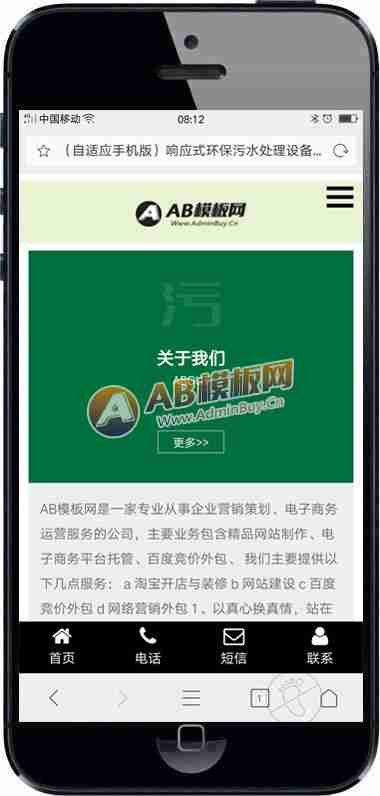 中国移动
08:12
（自适应手机版）响应式环保污水处理设备...
AB模板网
Www.AdminBuy.Cn
污
关于我们
AB模板网
Www.AdminBuy.Cn
更多>>
AB模板网是一家专业从事企业营销策划、电子商务
运营服务的公司，主要业务包含精品网站制作、电
子商务平台托管、百度竞价外包、 我们主要提供以
下几点服务： a 淘宝开店与装修 b 网站建设 c 百度
竞价外包 d 网络营销外包 1、以真心换真情，站在
首页
电话
短信
联系
1